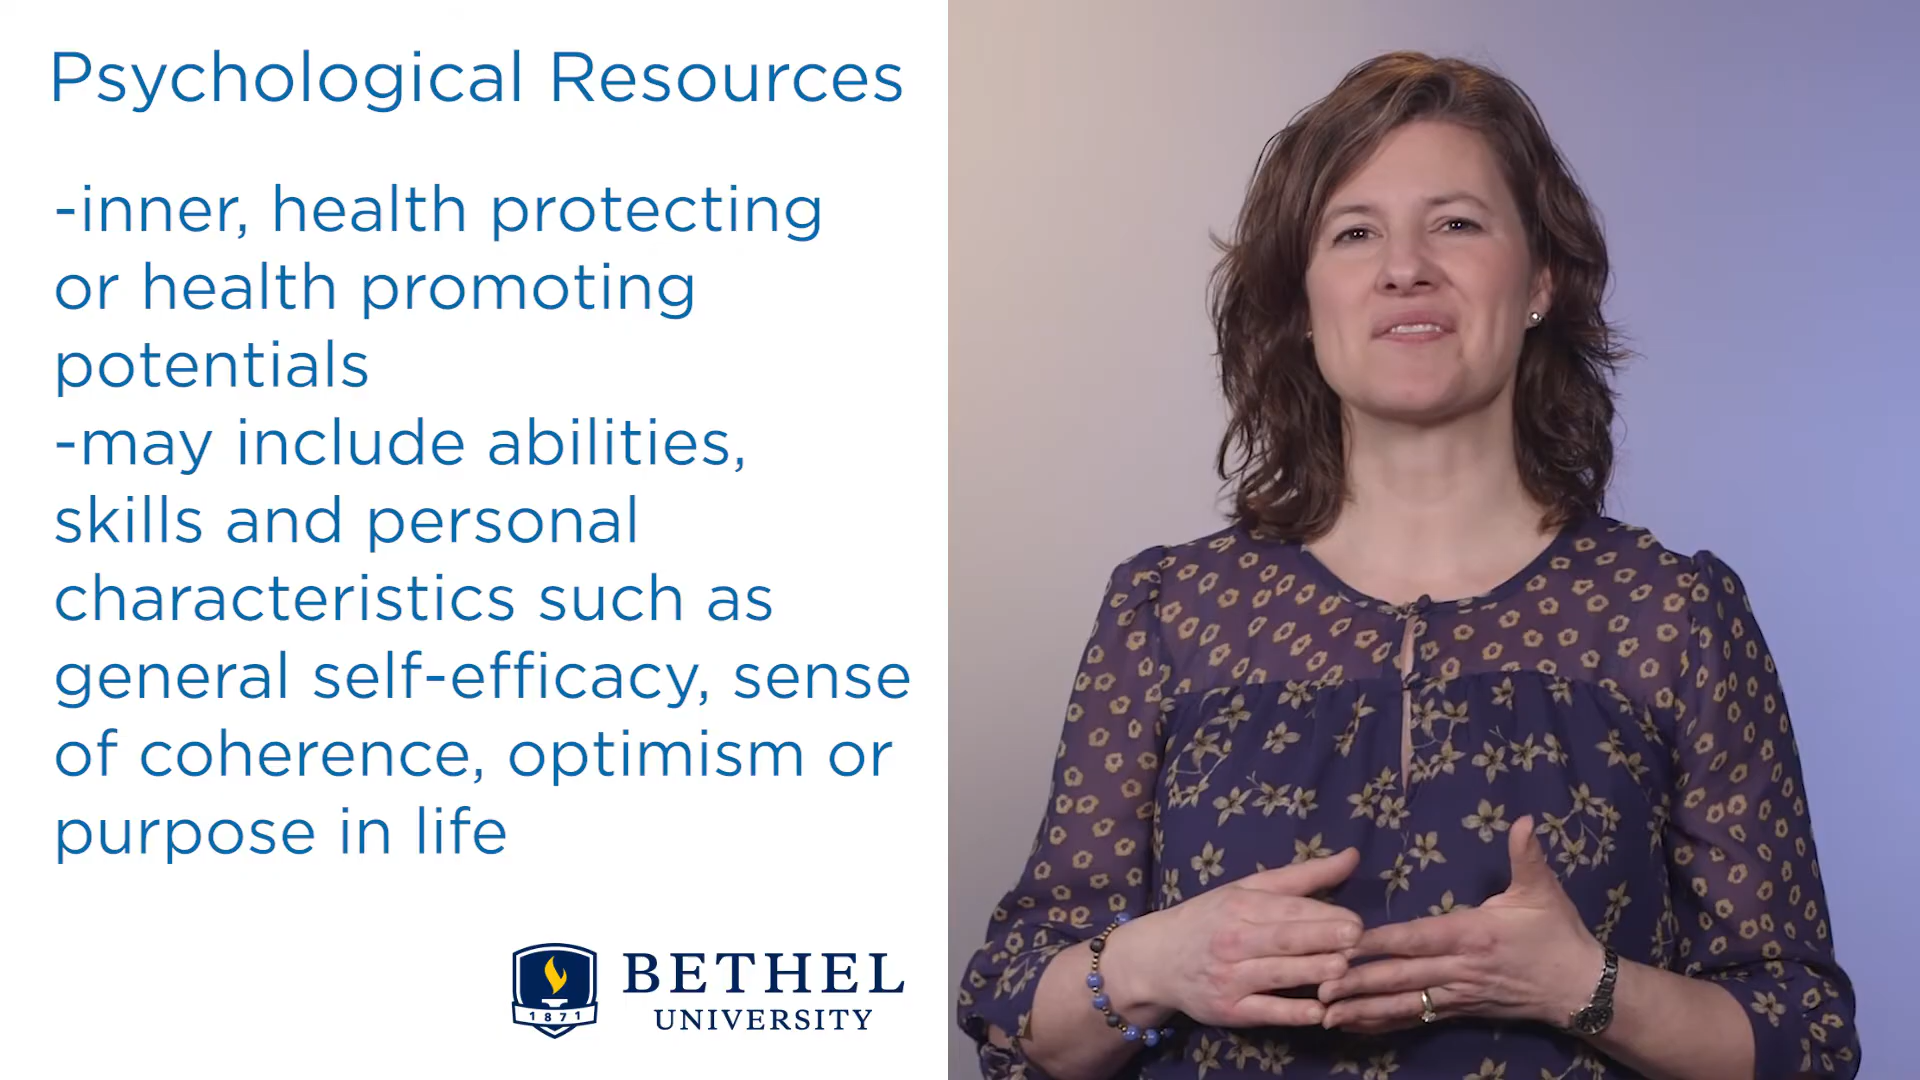 Psychological Resources
-inner, health protecting
or health promoting
potentials
-may include abilities,
skills and personal
characteristics such as
general self-efficacy, sense
of coherence, optimism or
purpose in life
1871
BETHEL
UNIVERSITY